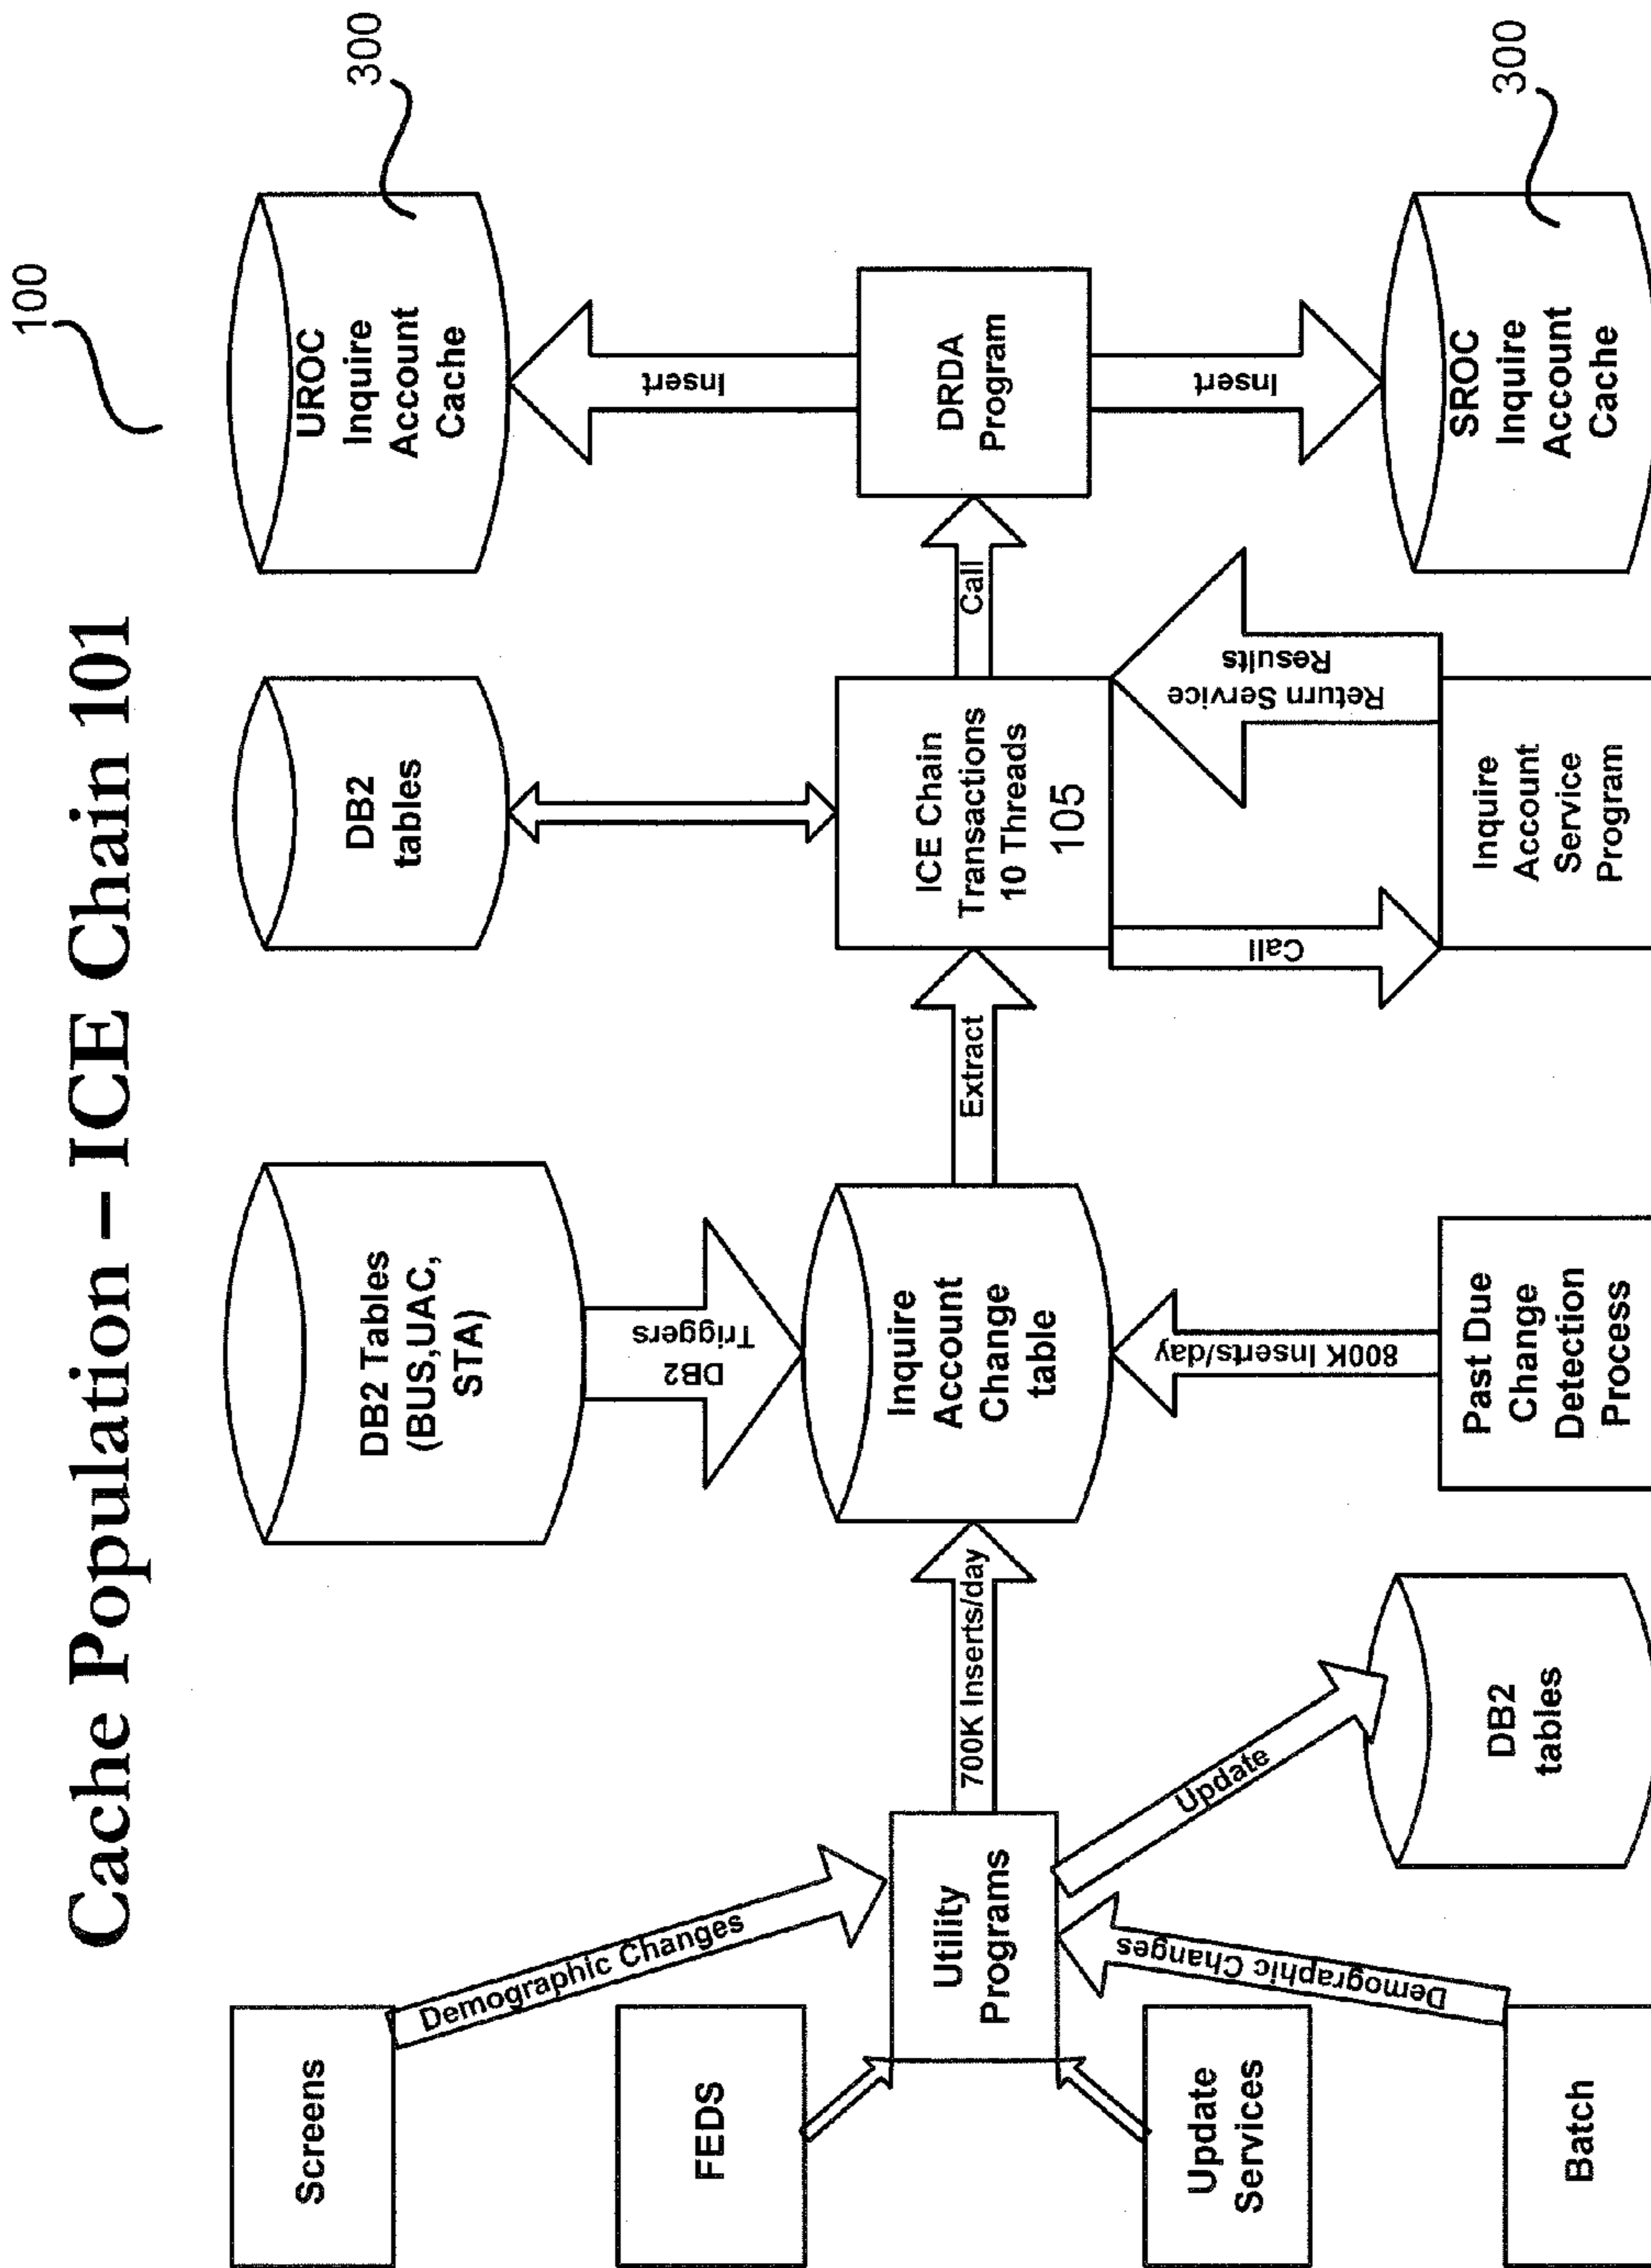 Cache Population – ICE Chain 101
100
Screens
FEDS
Update
Services
Batch
Demographic Changes
Demographic Changes
Utility
Programs
Update
DB2
tables
700K Inserts/day
DB2 Tables
(BUS,UAC,
STA)
DB2
Triggers
Inquire
Account
Change
table
800K Inserts/day
Past Due
Change
Detection
Process
Extract
DB2
tables
ICE Chain
Transactions
10 Threads
105
Call
Return Service
Results
Inquire
Account
Service
Program
Call
DRDA
Program
Insert
Insert
UROC
Inquire
Account
Cache
300
SROC
Inquire
Account
Cache
300